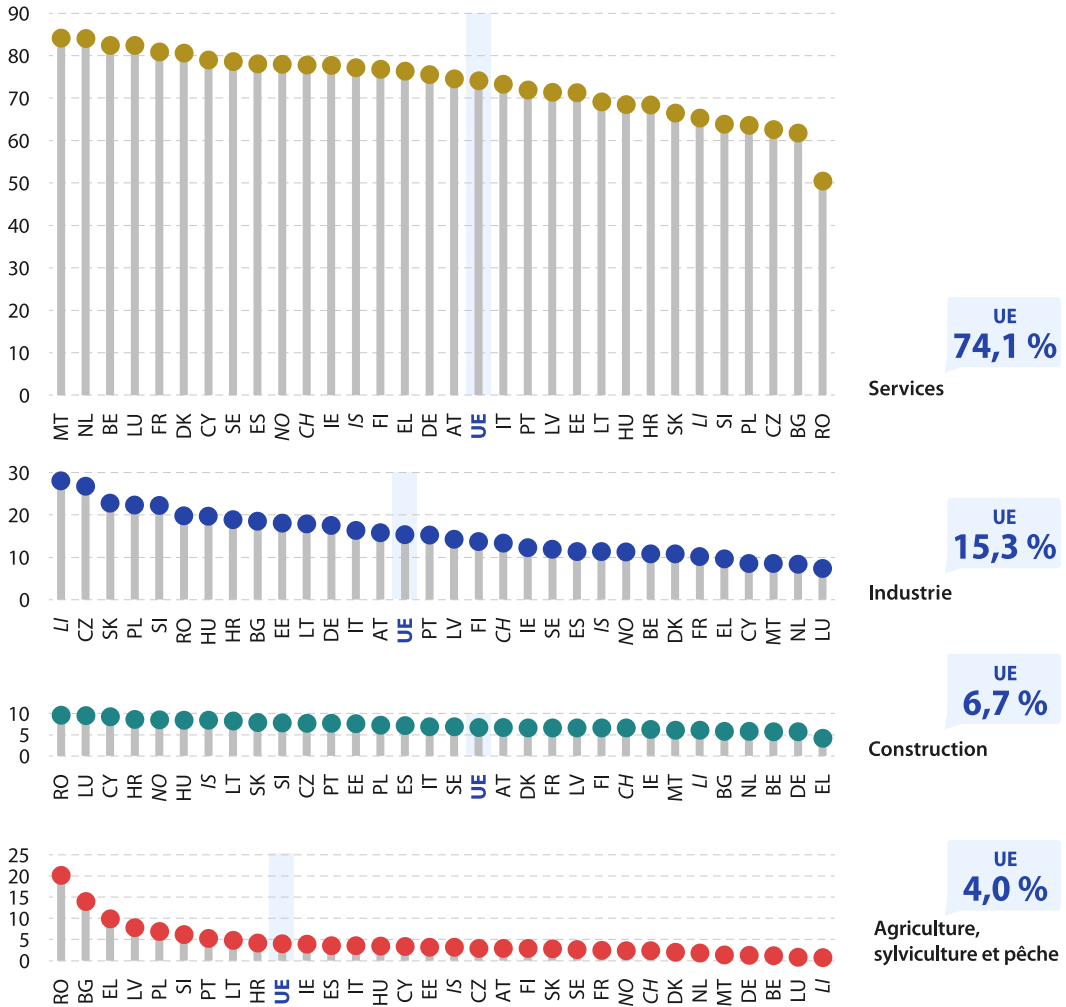 90
80
70
60
50
40
30
20
10
0
MT NL BE LU FR DK CY SE ES NO CH IE IS FI EL DE AT UE IT PT LV EE LT HU HR SK LI SI PL CZ BG RO
UE
74,1 %
Services
30
20
10
0
LI CZ SK PL SI RO HU HR BG EE LT DE IT AT UE PT LV FI CH IE SE ES IS NO BE DK FR EL CY MT NL LU
UE
15,3 %
Industrie
10
5
0
RO LU CY HR NO HU IS LT SK SI CZ PT EE PL ES IT SE UE AT DK FR LV FI CH IE MT LI BG NL BE DE EL
UE
6,7 %
Construction
25
20
15
10
5
0
RO BG EL LV PL SI PT LT HR UE IE ES IT HU CY EE IS CZ AT FI SK SE FR NO CH DK NL MT DE BE LU LI
UE
4,0 %
Agriculture,
sylviculture et pêche